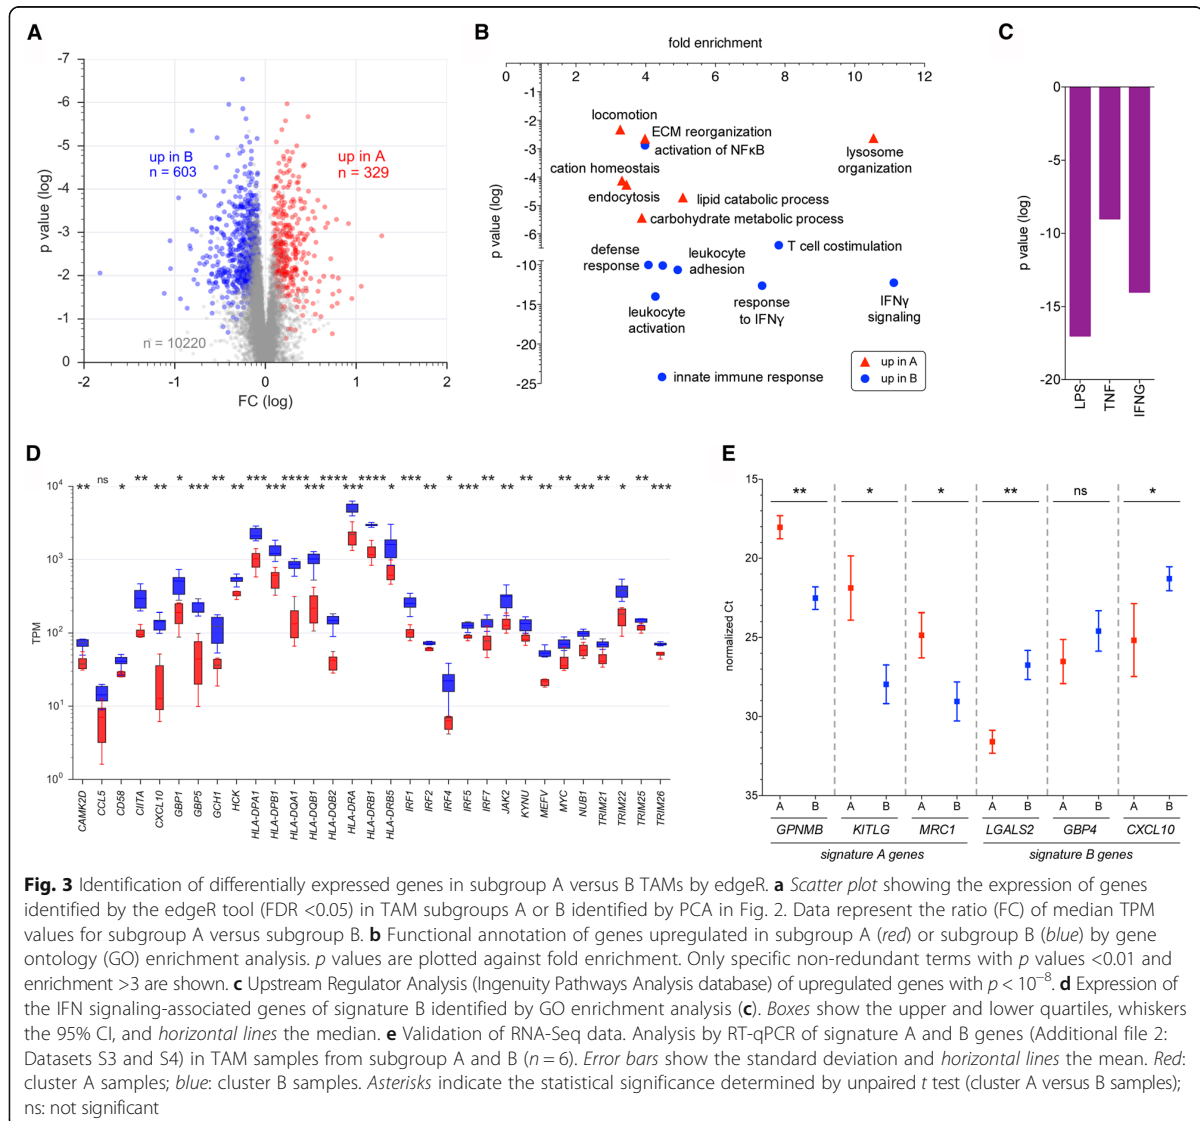 A
p value (log)
-7
-6
-5
-4
-3
-2
-1
0
up in B
n = 603
up in A
n = 329
n = 10220
-2
-1
0
1
2
FC (log)
B
fold enrichment
0
2
4
6
8
10
12
p value (log)
-1
-2
-3
-4
-5
-6
-10
-15
-20
-25
locomotion
ECM reorganization
activation of NFκB
lysosome
organization
cation homeostais
endocytosis
lipid catabolic process
carbohydrate metabolic process
T cell costimulation
defense
response
leukocyte
adhesion
leukocyte
activation
response
to IFNγ
IFNγ
signaling
innate immune response
up in A
up in B
C
p value (log)
0
-5
-10
-15
-20
LPS
TNF
IFNG
D
** ns * ** ** * *** ** ** *** *** **** **** *** **** *** *** **** * *** ** * *** ** ** ** ** ** *** ** * ** ***
TPM
10⁴
10³
10²
10¹
10⁰
CAMK2D
CCL5
CD58
CIITA
CXCL10
GBP1
GBP5
GCH1
HCK
HLA-DPA1
HLA-DPB1
HLA-DQA1
HLA-DQB1
HLA-DQB2
HLA-DRA
HLA-DRB1
HLA-DRB5
IRF1
IRF2
IRF4
IRF5
IRF7
JAK2
KYNU
MEFV
MYC
NUB1
TRIM21
TRIM22
TRIM25
TRIM26
E
normalized Ct
15
20
25
30
35
** * * ** ns *
A B A B A B A B A B A B
GPNMB KITLG MRC1 LGALS2 GBP4 CXCL10
signature A genes signature B genes
Fig. 3 Identification of differentially expressed genes in subgroup A versus B TAMs by edgeR. a Scatter plot showing the expression of genes
identified by the edgeR tool (FDR <0.05) in TAM subgroups A or B identified by PCA in Fig. 2. Data represent the ratio (FC) of median TPM
values for subgroup A versus subgroup B. b Functional annotation of genes upregulated in subgroup A (red) or subgroup B (blue) by gene
ontology (GO) enrichment analysis. p values are plotted against fold enrichment. Only specific non-redundant terms with p values <0.01 and
enrichment >3 are shown. c Upstream Regulator Analysis (Ingenuity Pathways Analysis database) of upregulated genes with p < 10⁻⁸. d Expression of
the IFN signaling-associated genes of signature B identified by GO enrichment analysis (c). Boxes show the upper and lower quartiles, whiskers
the 95% CI, and horizontal lines the median. e Validation of RNA-Seq data. Analysis by RT-qPCR of signature A and B genes (Additional file 2:
Datasets S3 and S4) in TAM samples from subgroup A and B (n = 6). Error bars show the standard deviation and horizontal lines the mean. Red:
cluster A samples; blue: cluster B samples. Asterisks indicate the statistical significance determined by unpaired t test (cluster A versus B samples);
ns: not significant